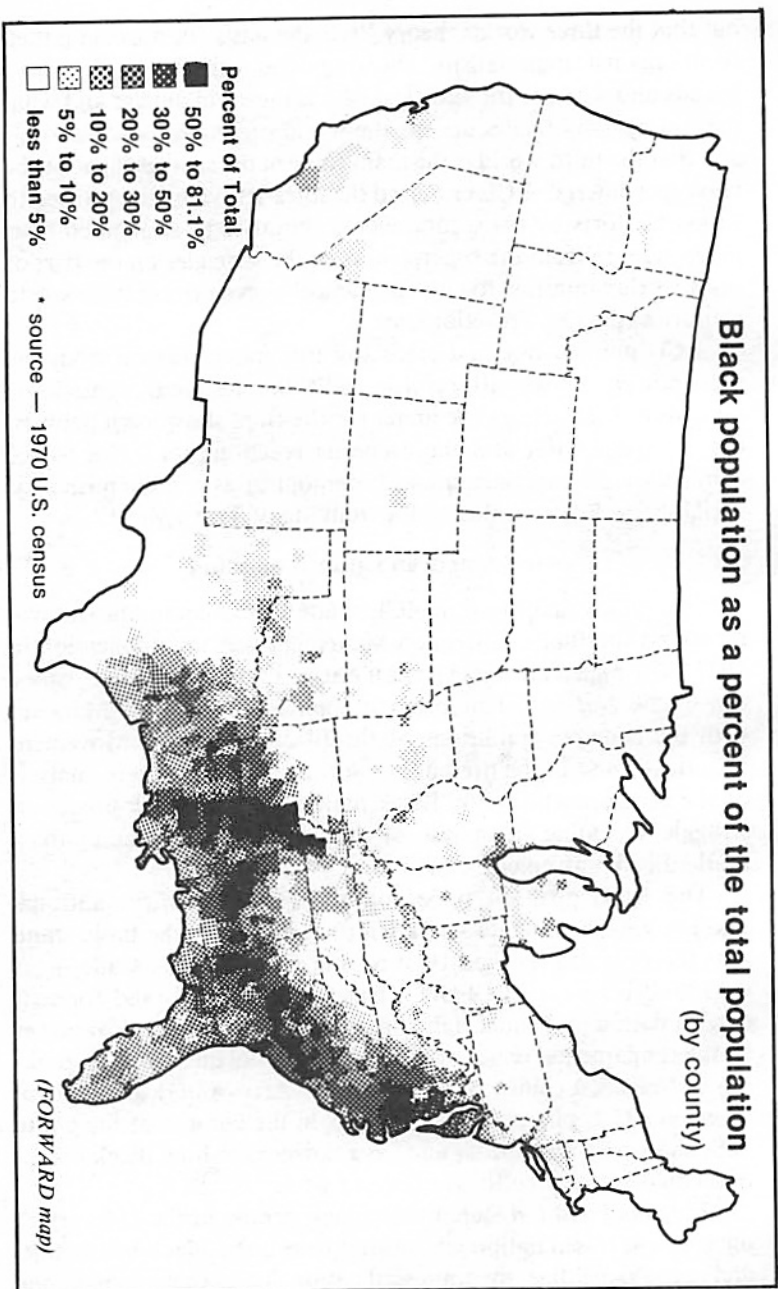 Black population as a percent of the total population
(by county)
Percent of Total
50% to 81.1%
30% to 50%
20% to 30%
10% to 20%
5% to 10%
less than 5%
* source — 1970 U.S. census
(FORWARD map)